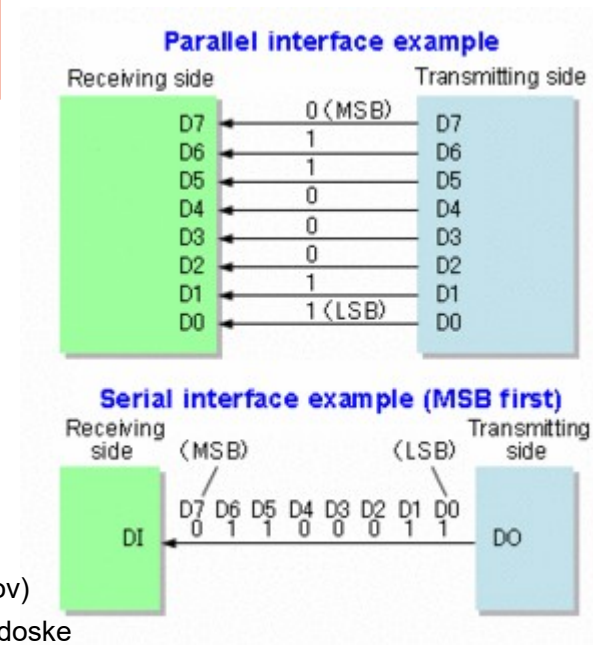 Parallel interface example
Receiving side Transmitting side
D7 0 (MSB) D7
D6 1 D6
D5 1 D5
D4 0 D4
D3 0 D3
D2 0 D2
D1 1 D1
D0 1 (LSB) D0
Serial interface example (MSB first)
Receiving side (MSB) (LSB) Transmitting side
D7 D6 D5 D4 D3 D2 D1 D0
DI 0 1 1 0 0 0 1 1 DO
ov)
doske